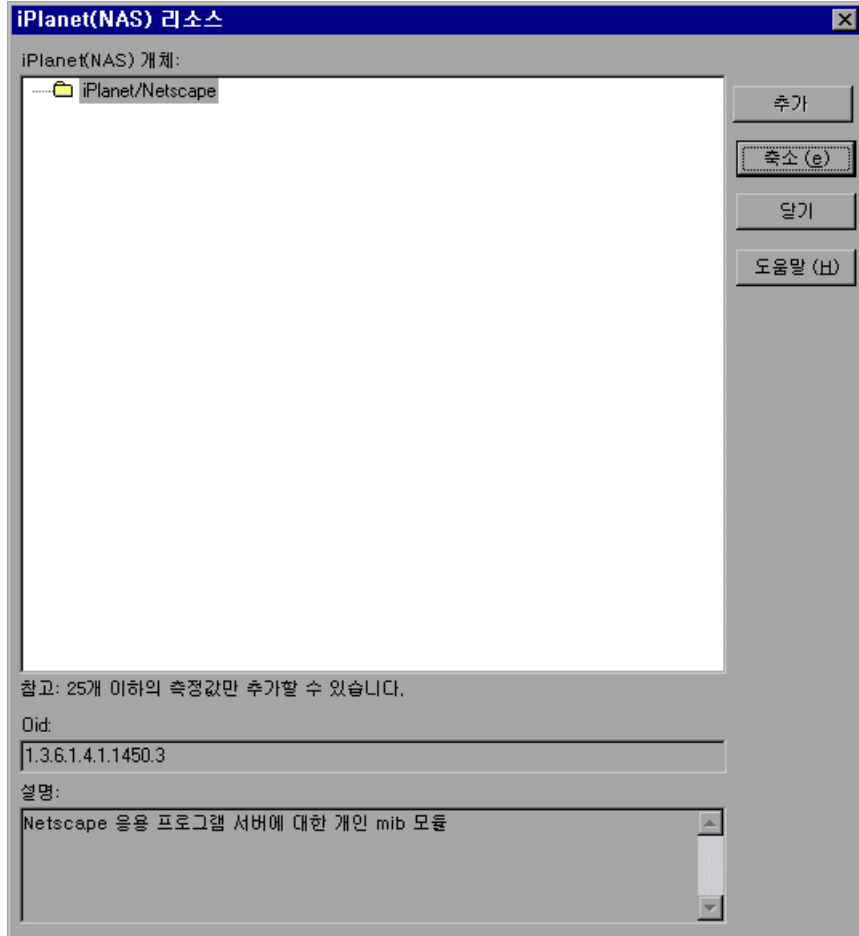 iPlanet(NAS) 리소스
iPlanet(NAS) 개체:
iPlanet/Netscape
추가
축소 (e)
닫기
도움말 (H)
참고: 25개 이하의 측정값만 추가할 수 있습니다.
Oid:
1.3.6.1.4.1.1450.3
설명:
Netscape 응용 프로그램 서버에 대한 개인 mib 모듈